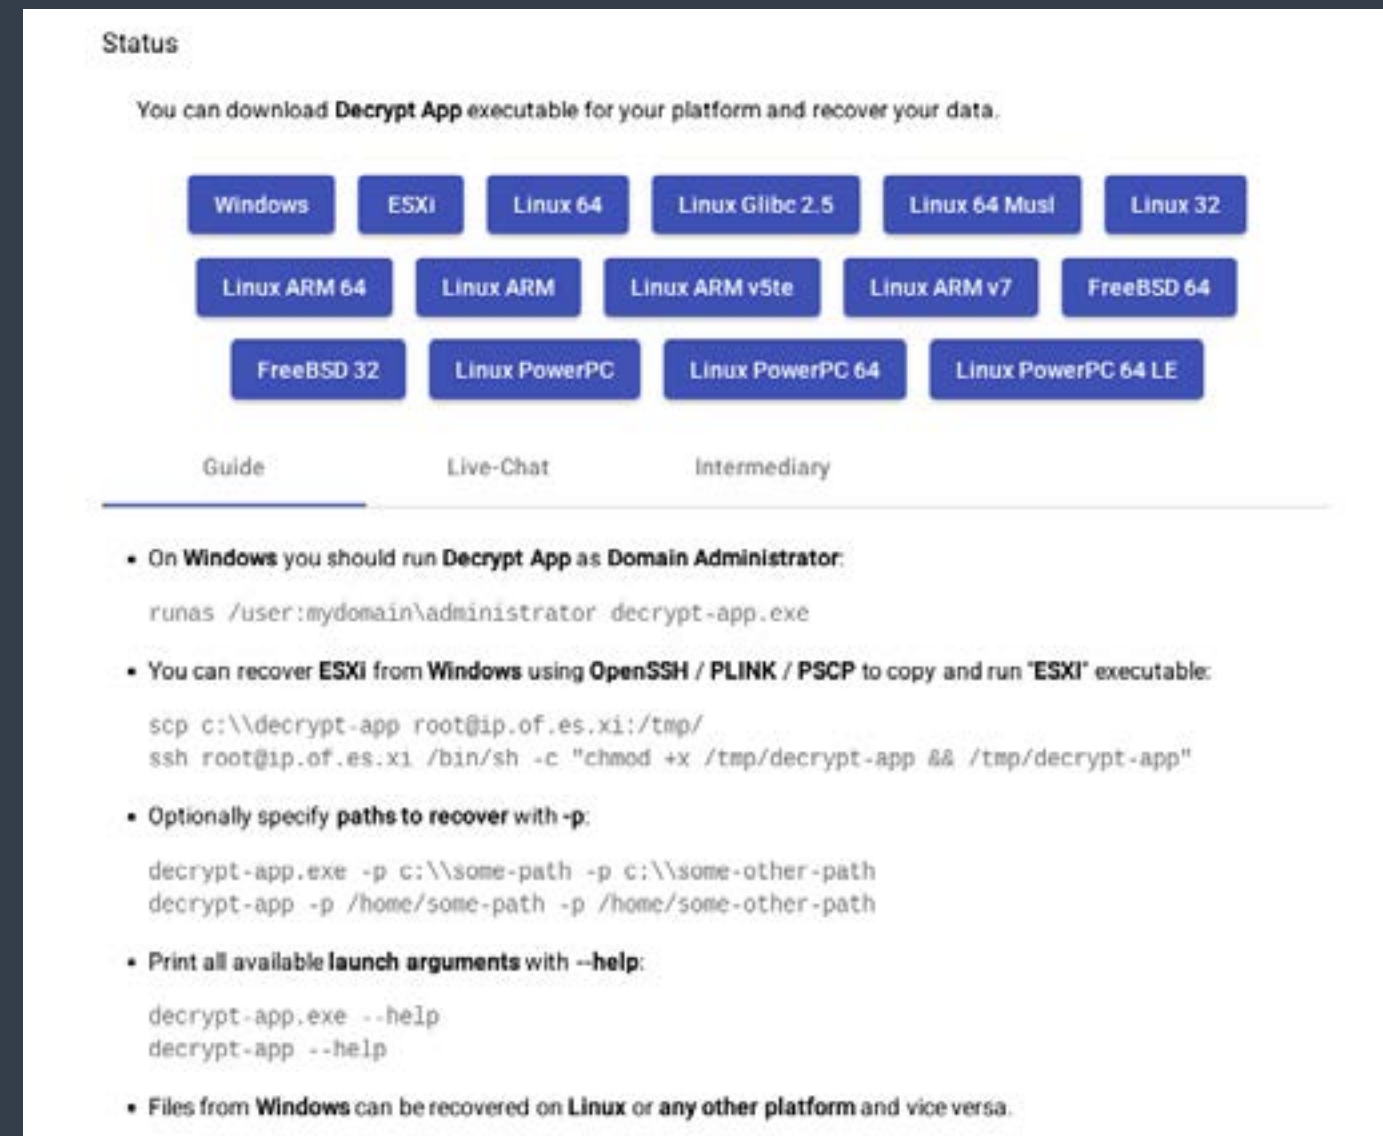 Status
You can download Decrypt App executable for your platform and recover your data.
Windows ESXi Linux 64 Linux Glibc 2.5 Linux 64 Musl Linux 32
Linux ARM 64 Linux ARM Linux ARM v5te Linux ARM v7 FreeBSD 64
FreeBSD 32 Linux PowerPC Linux PowerPC 64 Linux PowerPC 64 LE
Guide Live-Chat Intermediary
• On Windows you should run Decrypt App as Domain Administrator:
runas /user:mydomain\administrator decrypt-app.exe
• You can recover ESXi from Windows using OpenSSH / PLINK / PSCP to copy and run "ESXI" executable:
scp c:\\decrypt-app root@ip.of.es.xi:/tmp/
ssh root@ip.of.es.xi /bin/sh -c "chmod +x /tmp/decrypt-app && /tmp/decrypt-app"
• Optionally specify paths to recover with -p:
decrypt-app.exe -p c:\\some-path -p c:\\some-other-path
decrypt-app -p /home/some-path -p /home/some-other-path
• Print all available launch arguments with --help:
decrypt-app.exe --help
decrypt-app --help
• Files from Windows can be recovered on Linux or any other platform and vice versa.